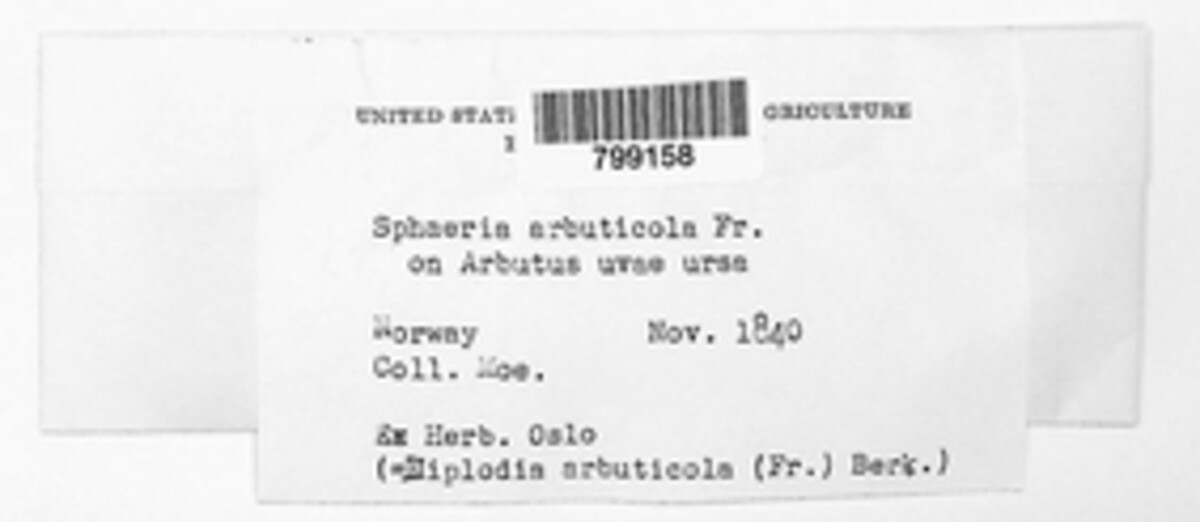 UNITED STAT GRICULTURE
799158
Sphaeria arbuticola Fr.
on Arbutus uvae ursa
Norway Nov. 1840
Coll. Moe.
Ex Herb. Oslo
(=Diplodia arbuticola (Fr.) Berk.)